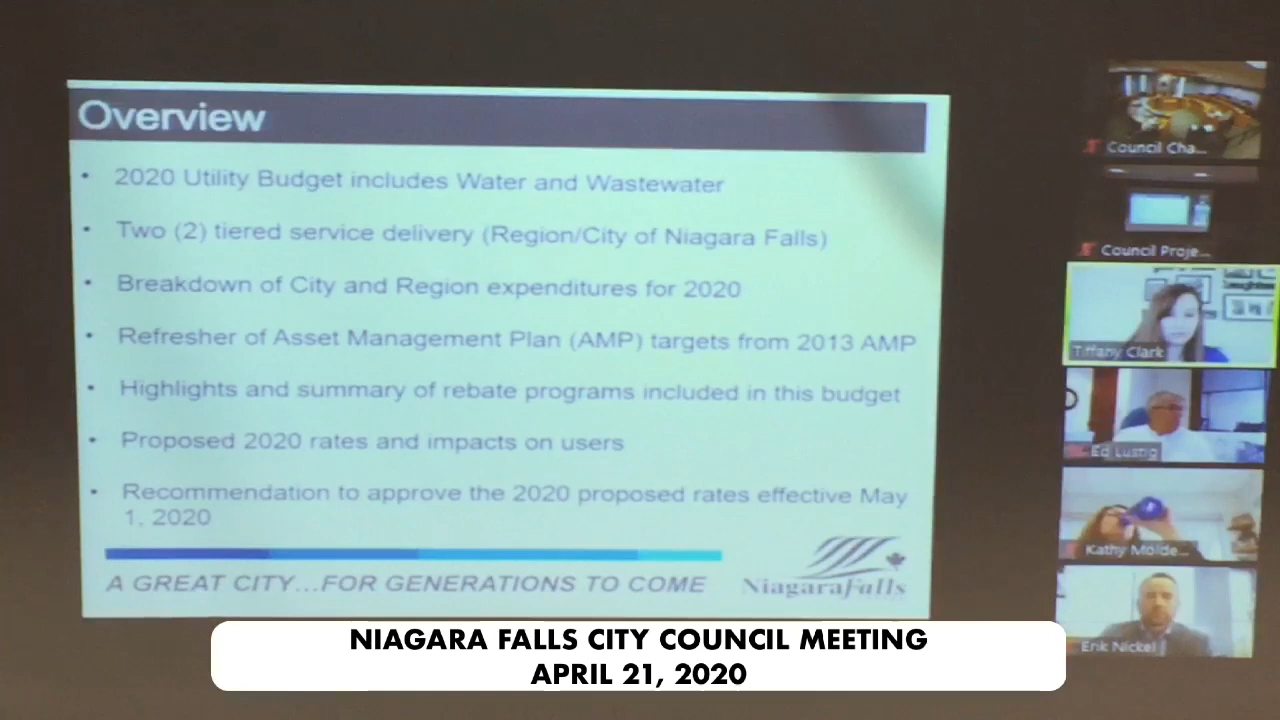 Overview
• 2020 Utility Budget includes Water and Wastewater
• Two (2) tiered service delivery (Region/City of Niagara Falls)
• Breakdown of City and Region expenditures for 2020
• Refresher of Asset Management Plan (AMP) targets from 2013 AMP
• Highlights and summary of rebate programs included in this budget
• Proposed 2020 rates and impacts on users
• Recommendation to approve the 2020 proposed rates effective May
1, 2020
A GREAT CITY...FOR GENERATIONS TO COME
NiagaraFalls
Council Cha...
Council Proje...
Tiffany Clark
Ed Lustig
Kathy Molde...
Erik Nickel
NIAGARA FALLS CITY COUNCIL MEETING
APRIL 21, 2020